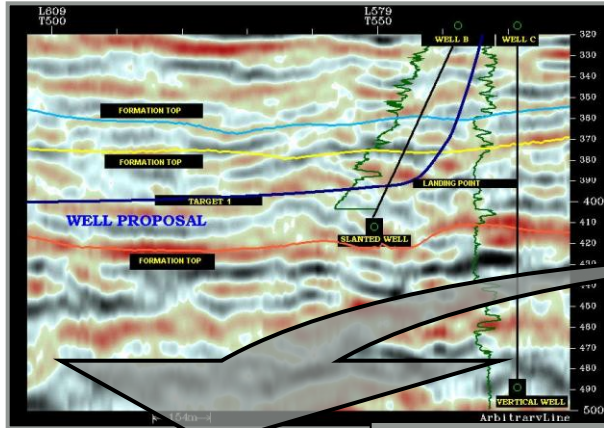 L609
T500
L579
T550
WELL B
WELL C
320
330
340
350
360
370
380
390
400
410
420
430
440
450
460
470
480
490
500
FORMATION TOP
FORMATION TOP
LANDING POINT
TARGET 1
WELL PROPOSAL
SLANTED WELL
FORMATION TOP
VERTICAL WELL
154m
ArbitraryLine